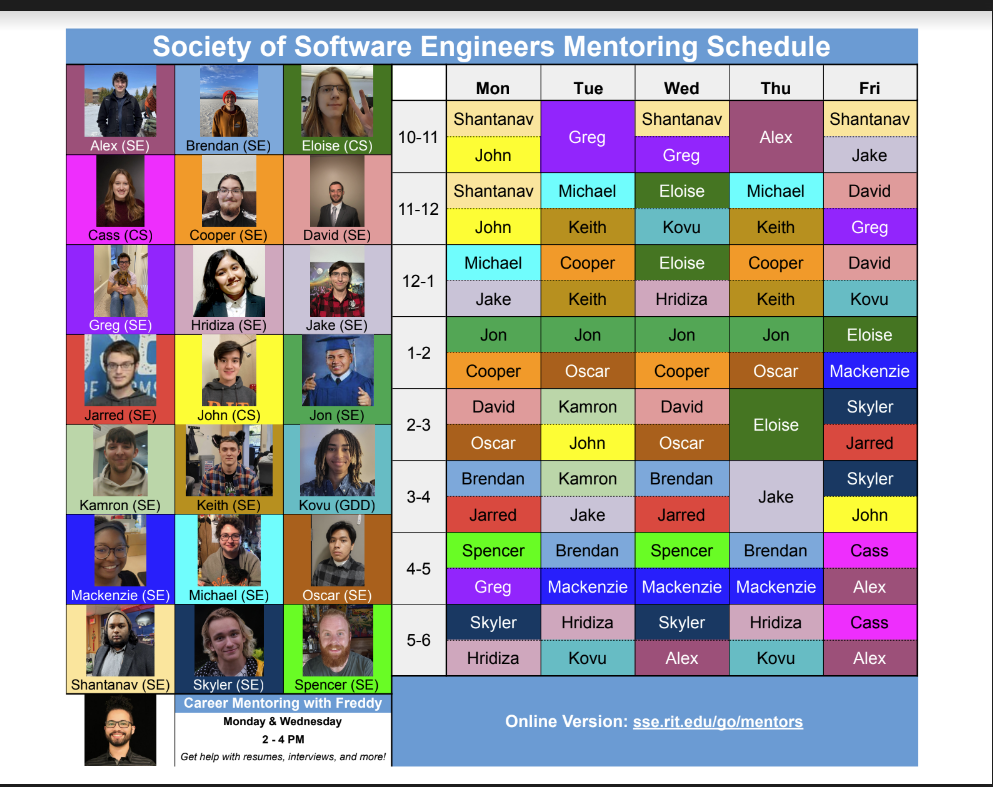 Society of Software Engineers Mentoring Schedule
Alex (SE) Brendan (SE) Eloise (CS)
Cass (CS) Cooper (SE) David (SE)
Greg (SE) Hridiza (SE) Jake (SE)
Jarred (SE) John (CS) Jon (SE)
Kamron (SE) Keith (SE) Kovu (GDD)
Mackenzie (SE) Michael (SE) Oscar (SE)
Shantanav (SE) Skyler (SE) Spencer (SE)
Career Mentoring with Freddy
Monday & Wednesday
2 - 4 PM
Get help with resumes, interviews, and more!
Mon Tue Wed Thu Fri
10-11
Shantanav Greg Shantanav Alex Shantanav
John Greg Jake
11-12
Shantanav Michael Eloise Michael David
John Keith Kovu Keith Greg
12-1
Michael Cooper Eloise Cooper David
Jake Keith Hridiza Keith Kovu
1-2
Jon Jon Jon Jon Eloise
Cooper Oscar Cooper Oscar Mackenzie
2-3
David Kamron David Eloise Skyler
Oscar John Oscar Jarred
3-4
Brendan Kamron Brendan Jake Skyler
Jarred Jake Jarred John
4-5
Spencer Brendan Spencer Brendan Cass
Greg Mackenzie Mackenzie Mackenzie Alex
5-6
Skyler Hridiza Skyler Hridiza Cass
Hridiza Kovu Alex Kovu Alex
Online Version: sse.rit.edu/go/mentors